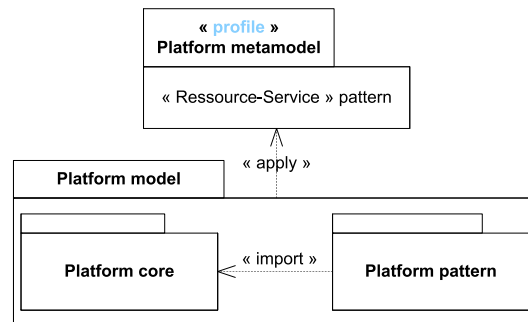 « profile »
Platform metamodel
« Ressource-Service » pattern
« apply »
Platform model
« import »
Platform core
Platform pattern